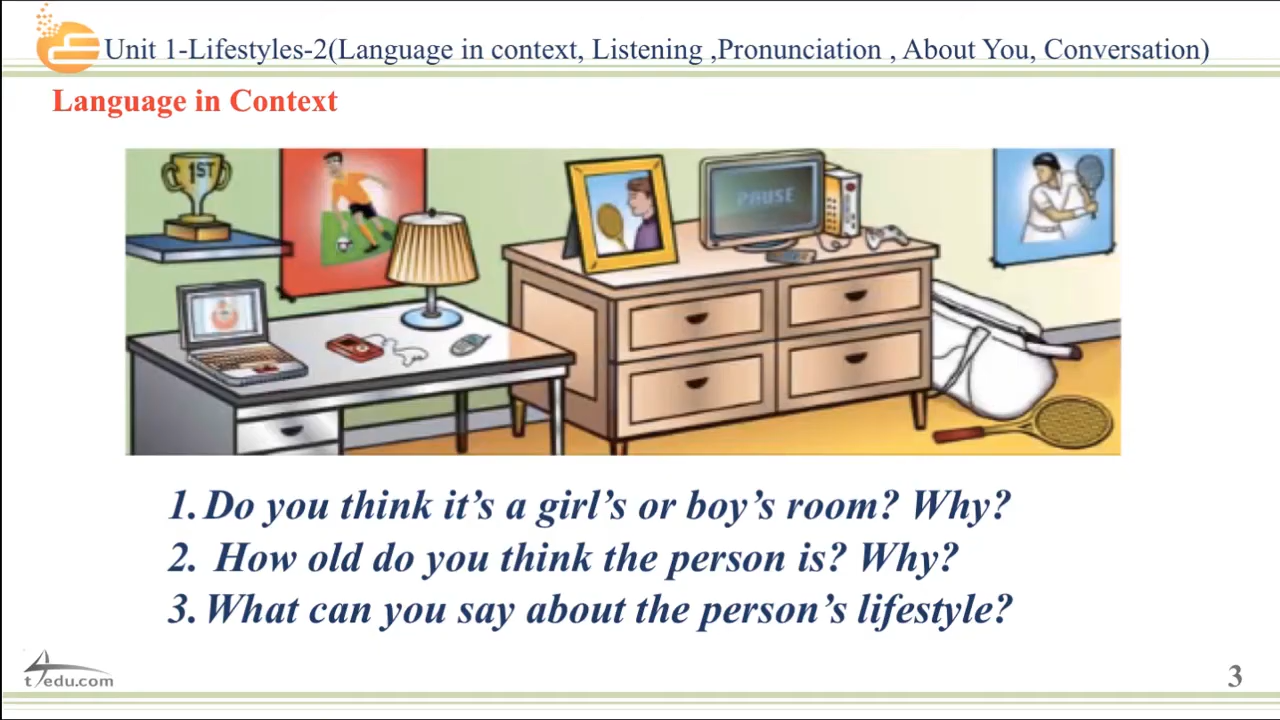 Unit 1-Lifestyles-2(Language in context, Listening ,Pronunciation , About You, Conversation)
Language in Context
1ST
PAUSE
1. Do you think it's a girl's or boy's room? Why?
2. How old do you think the person is? Why?
3. What can you say about the person's lifestyle?
t7edu.com
3